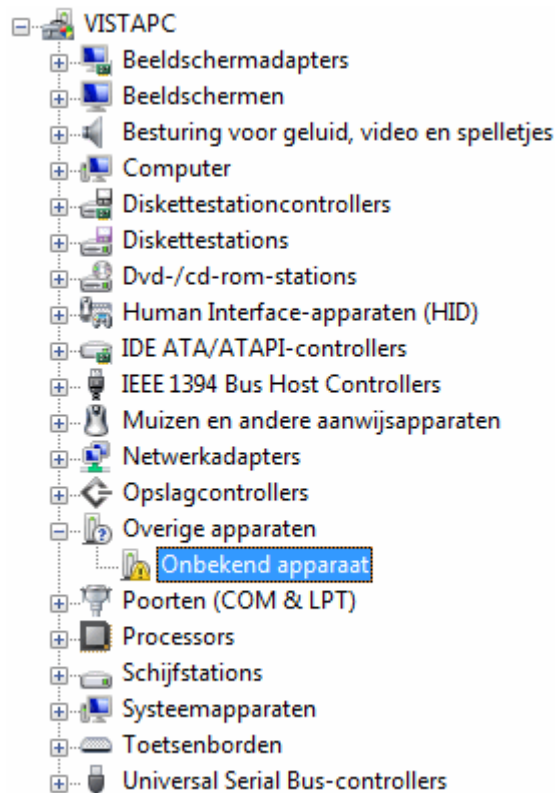 VISTAPC
Beeldschermadapters
Beeldschermen
Besturing voor geluid, video en spelletjes
Computer
Diskettestationcontrollers
Diskettestations
Dvd-/cd-rom-stations
Human Interface-apparaten (HID)
IDE ATA/ATAPI-controllers
IEEE 1394 Bus Host Controllers
Muizen en andere aanwijsapparaten
Netwerkadapters
Opslagcontrollers
Overige apparaten
Onbekend apparaat
Poorten (COM & LPT)
Processors
Schijfstations
Systeemapparaten
Toetsenborden
Universal Serial Bus-controllers